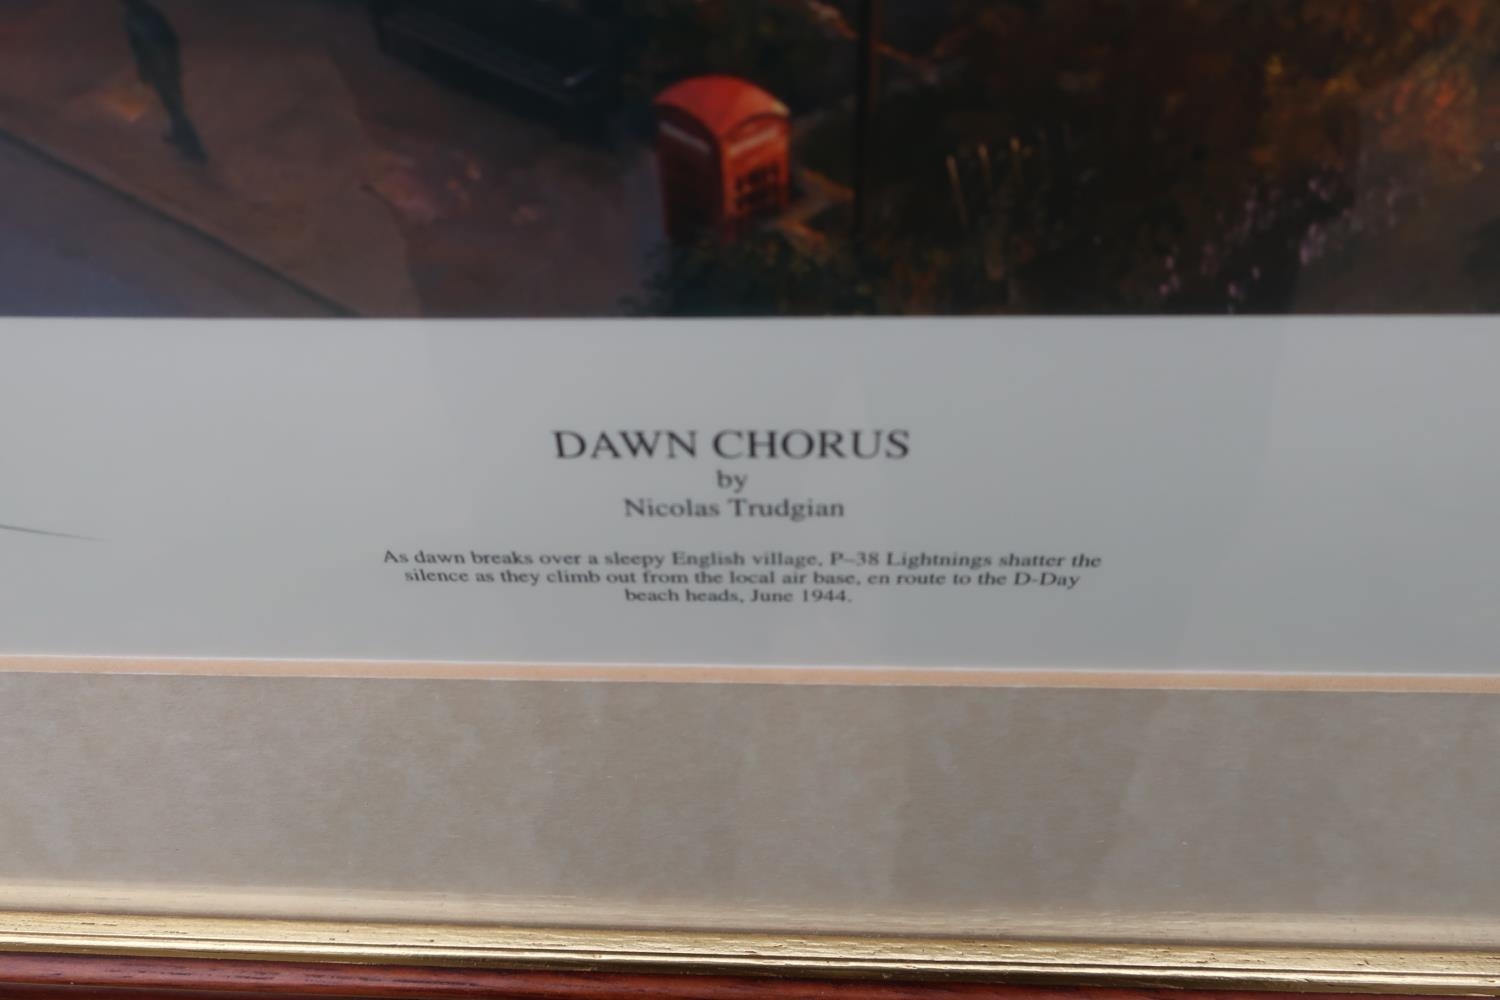 DAWN CHORUS
by
Nicolas Trudgian
As dawn breaks over a sleepy English village, P–38 Lightnings shatter the
silence as they climb out from the local air base, en route to the D-Day
beach heads, June 1944.